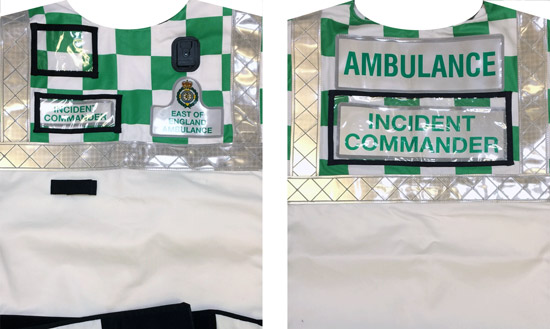 INCIDENT
COMMANDER
EAST OF
ENGLAND
AMBULANCE
AMBULANCE
INCIDENT
COMMANDER